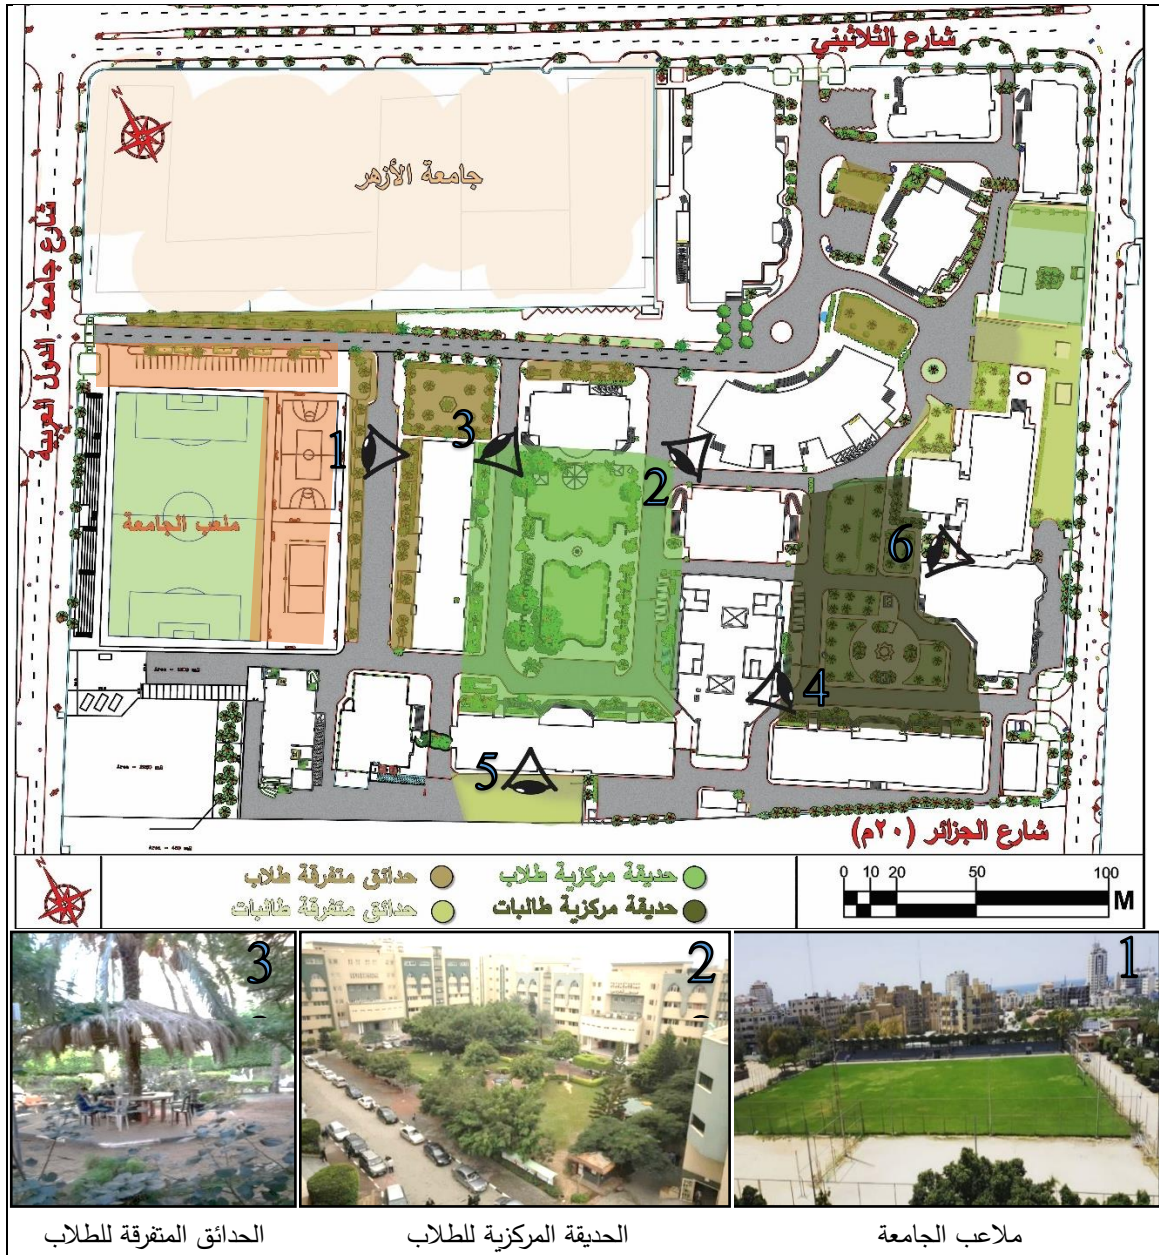 شارع الثلاثيني
N
جامعة الأزهر
شارع جامعة الدول العربية
1
3
2
ملعب الجامعة
6
4
5
شارع الجزائر (٢٠م)
حديقة مركزية طلاب
حدائق متفرقة طلاب
حديقة مركزية طالبات
حدائق متفرقة طالبات
0 10 20 50 100
M
N
1
2
3
ملاعب الجامعة
الحديقة المركزية للطلاب
الحدائق المتفرقة للطلاب